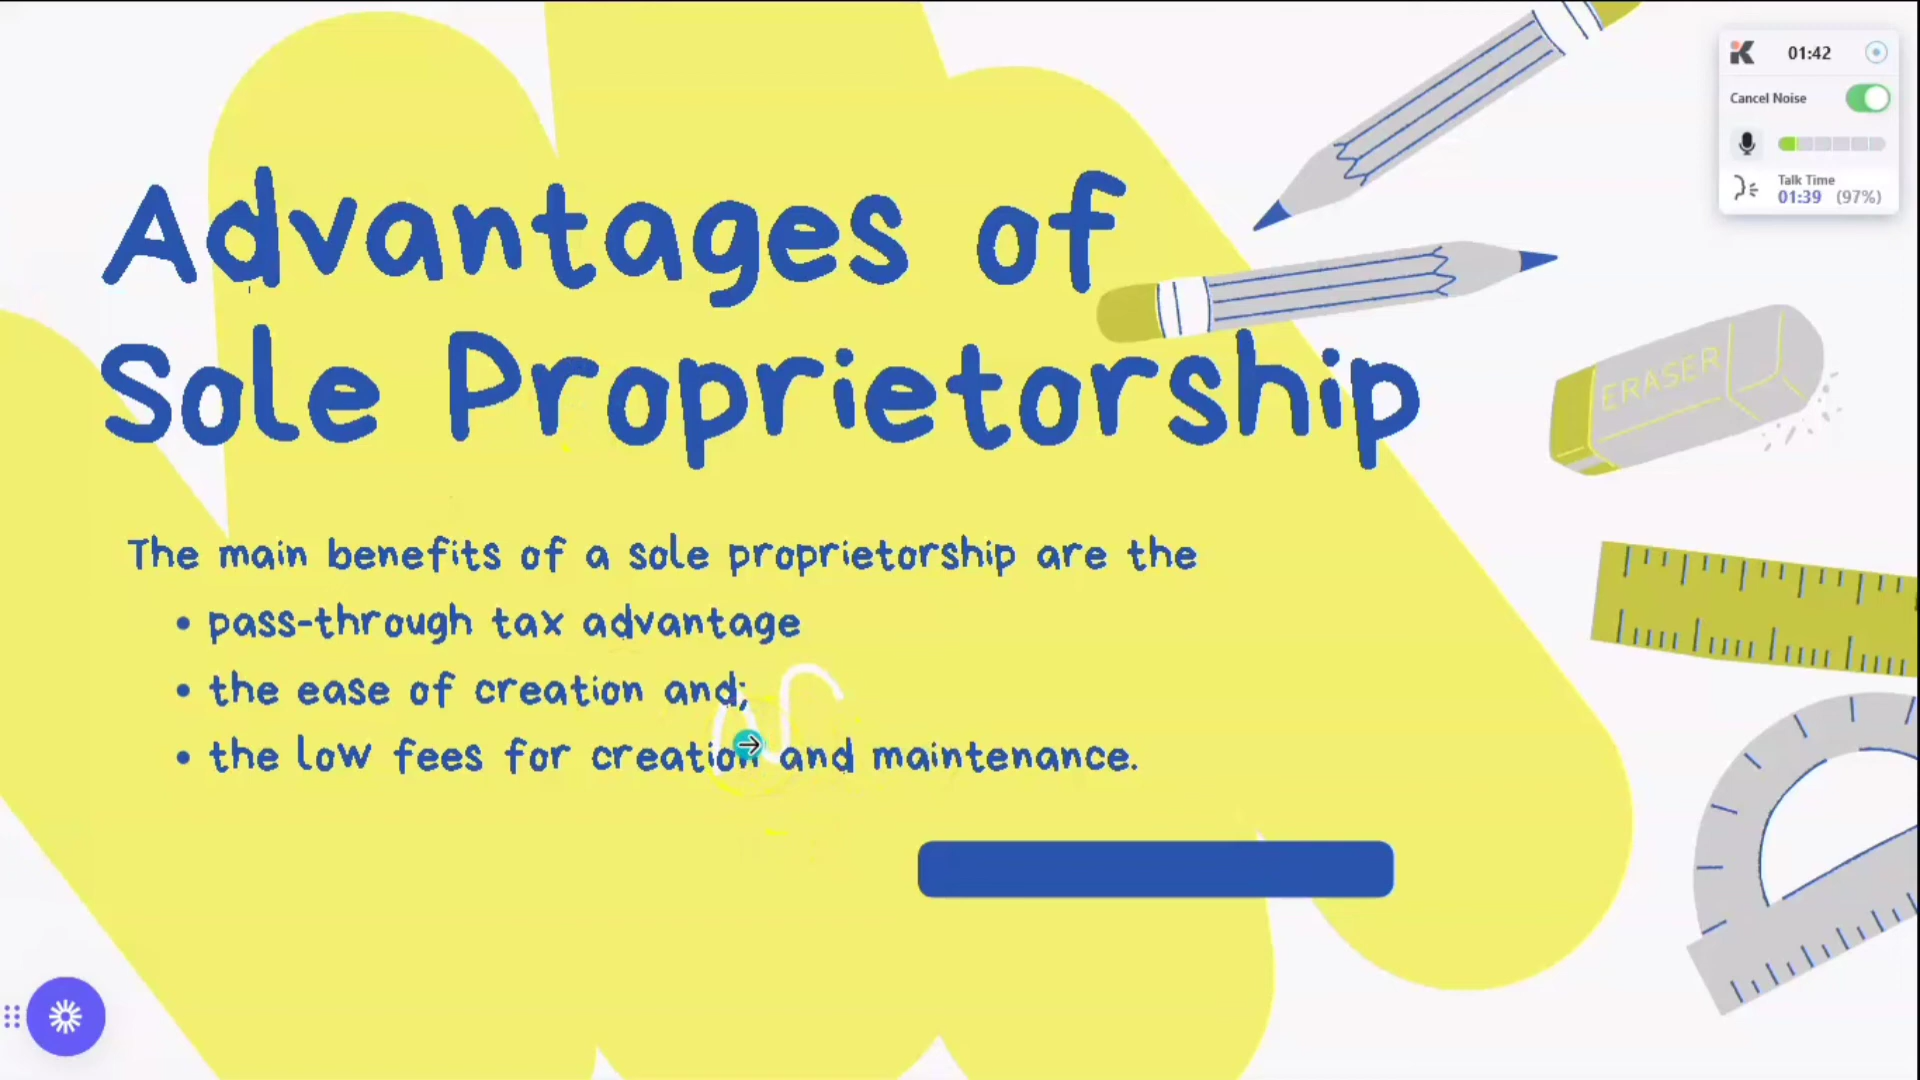 Advantages of
Sole Proprietorship
The main benefits of a sole proprietorship are the
• pass-through tax advantage
• the ease of creation and;
• the low fees for creation and maintenance.
ERASER
01:42
Cancel Noise
Talk Time
01:39 (97%)